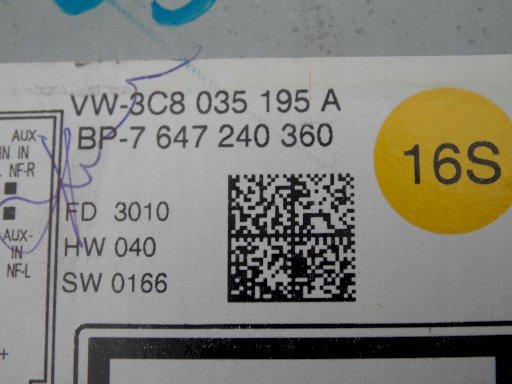 VW-3C8 035 195 A
BP-7 647 240 360
16S
AUX-
IN IN
NF-R
FD 3010
HW 040
SW 0166
AUX-
IN
NF-L
+